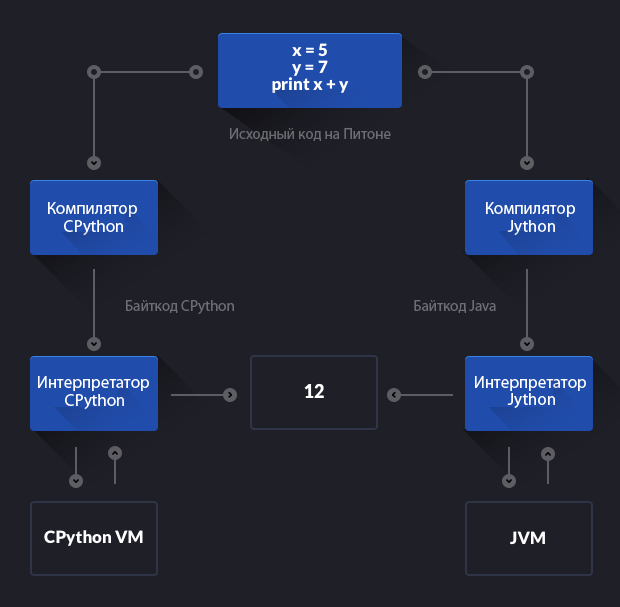 x = 5
y = 7
print x + y
Исходный код на Питоне
Компилятор
CPython
Компилятор
Jython
Байткод CPython
Байткод Java
Интерпретатор
CPython
12
Интерпретатор
Jython
CPython VM
JVM